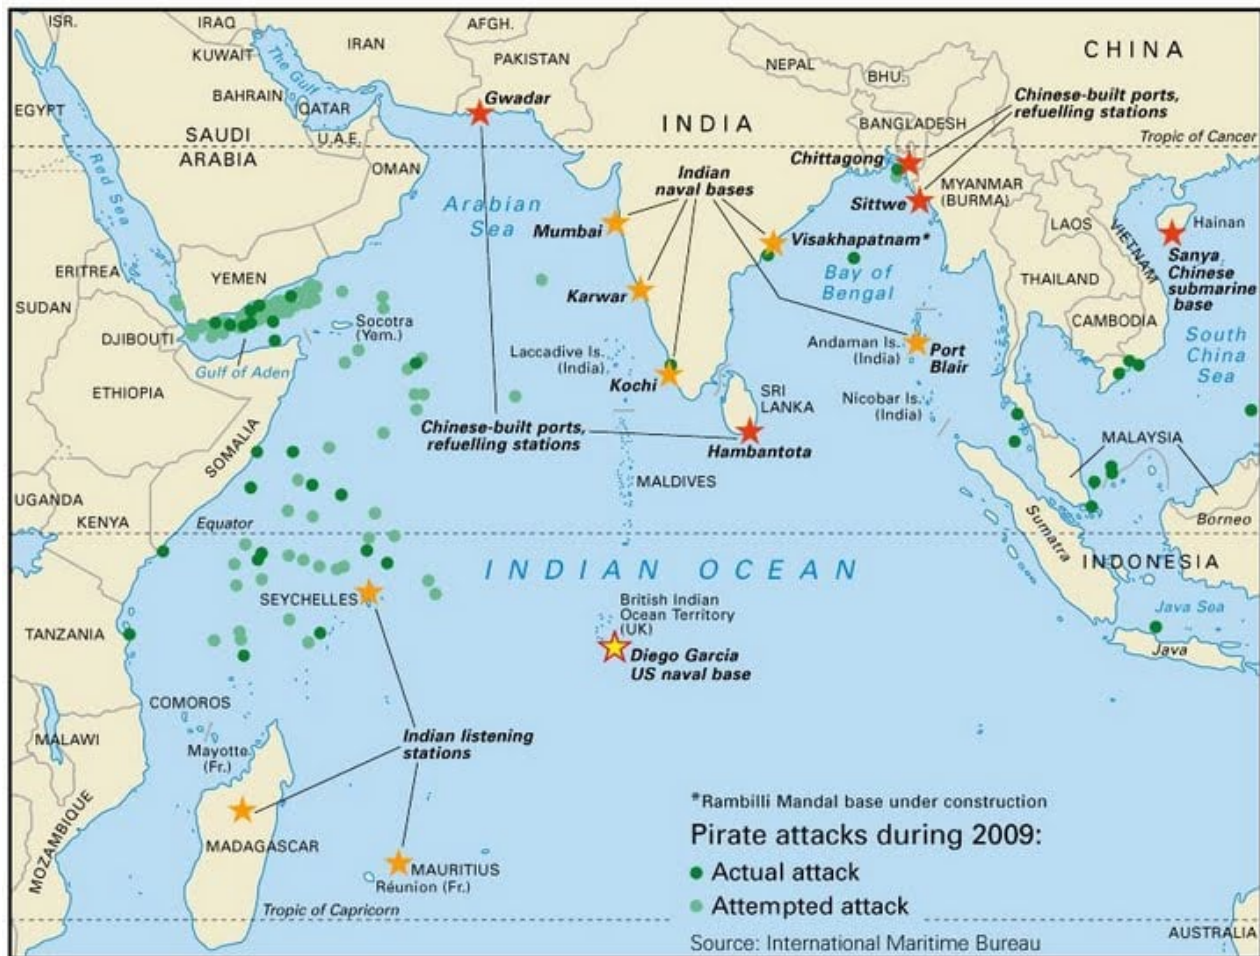 ISR.
IRAQ
IRAN
AFGH.
CHINA
KUWAIT
The Gulf
PAKISTAN
NEPAL
BHU.
EGYPT
BAHRAIN
QATAR
Gwadar
INDIA
BANGLADESH
Chinese-built ports,
refuelling stations
SAUDI
ARABIA
U.A.E.
Tropic of Cancer
Red Sea
OMAN
Chittagong
Indian
naval bases
MYANMAR
(BURMA)
Arabian
Sea
Sittwe
LAOS
VIETNAM
Hainan
Mumbai
Visakhapatnam*
Sanya
Chinese
submarine
base
ERITREA
YEMEN
Bay of
Bengal
THAILAND
SUDAN
Karwar
DJIBOUTI
Socotra
(Yem.)
CAMBODIA
South
China
Sea
Laccadive Is.
(India)
Andaman Is.
(India)
Port
Blair
Gulf of Aden
ETHIOPIA
Kochi
SRI
LANKA
Nicobar Is.
(India)
SOMALIA
Chinese-built ports,
refuelling stations
Hambantota
MALAYSIA
MALDIVES
UGANDA
KENYA
Equator
Sumatra
Borneo
INDIAN OCEAN
INDONESIA
SEYCHELLES
British Indian
Ocean Territory
(UK)
Java Sea
TANZANIA
Diego Garcia
US naval base
Java
COMOROS
Mayotte
(Fr.)
MALAWI
Indian listening
stations
MOZAMBIQUE
MADAGASCAR
MAURITIUS
Réunion (Fr.)
Tropic of Capricorn
*Rambilli Mandal base under construction
Pirate attacks during 2009:
Actual attack
Attempted attack
Source: International Maritime Bureau
AUSTRALIA